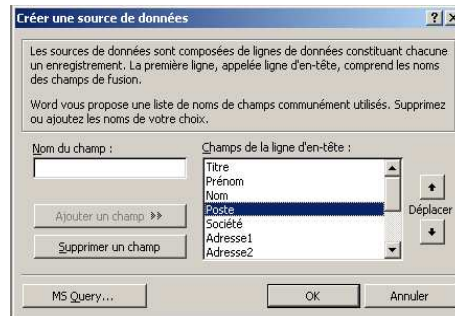 Créer une source de données
Les sources de données sont composées de lignes de données constituant chacune
un enregistrement. La première ligne, appelée ligne d'en-tête, comprend les noms
des champs de fusion.
Word vous propose une liste de noms de champs communément utilisés. Supprimez
ou ajoutez les noms de votre choix.
Nom du champ :
Champs de la ligne d'en-tête :
Titre
Prénom
Nom
Poste
Société
Adresse1
Adresse2
Ajouter un champ
Supprimer un champ
Déplacer
MS Query...
OK
Annuler